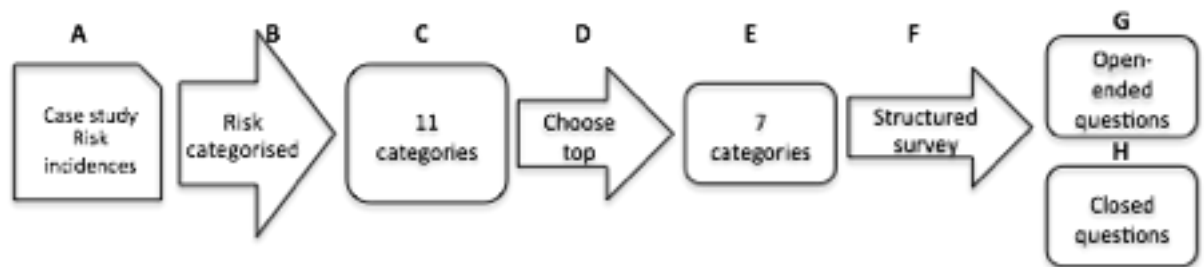 A
B
C
D
E
F
G
Case study
Risk
incidences
Risk
categorised
11
categories
Choose
top
7
categories
Structured
survey
Open-
ended
questions
H
Closed
questions